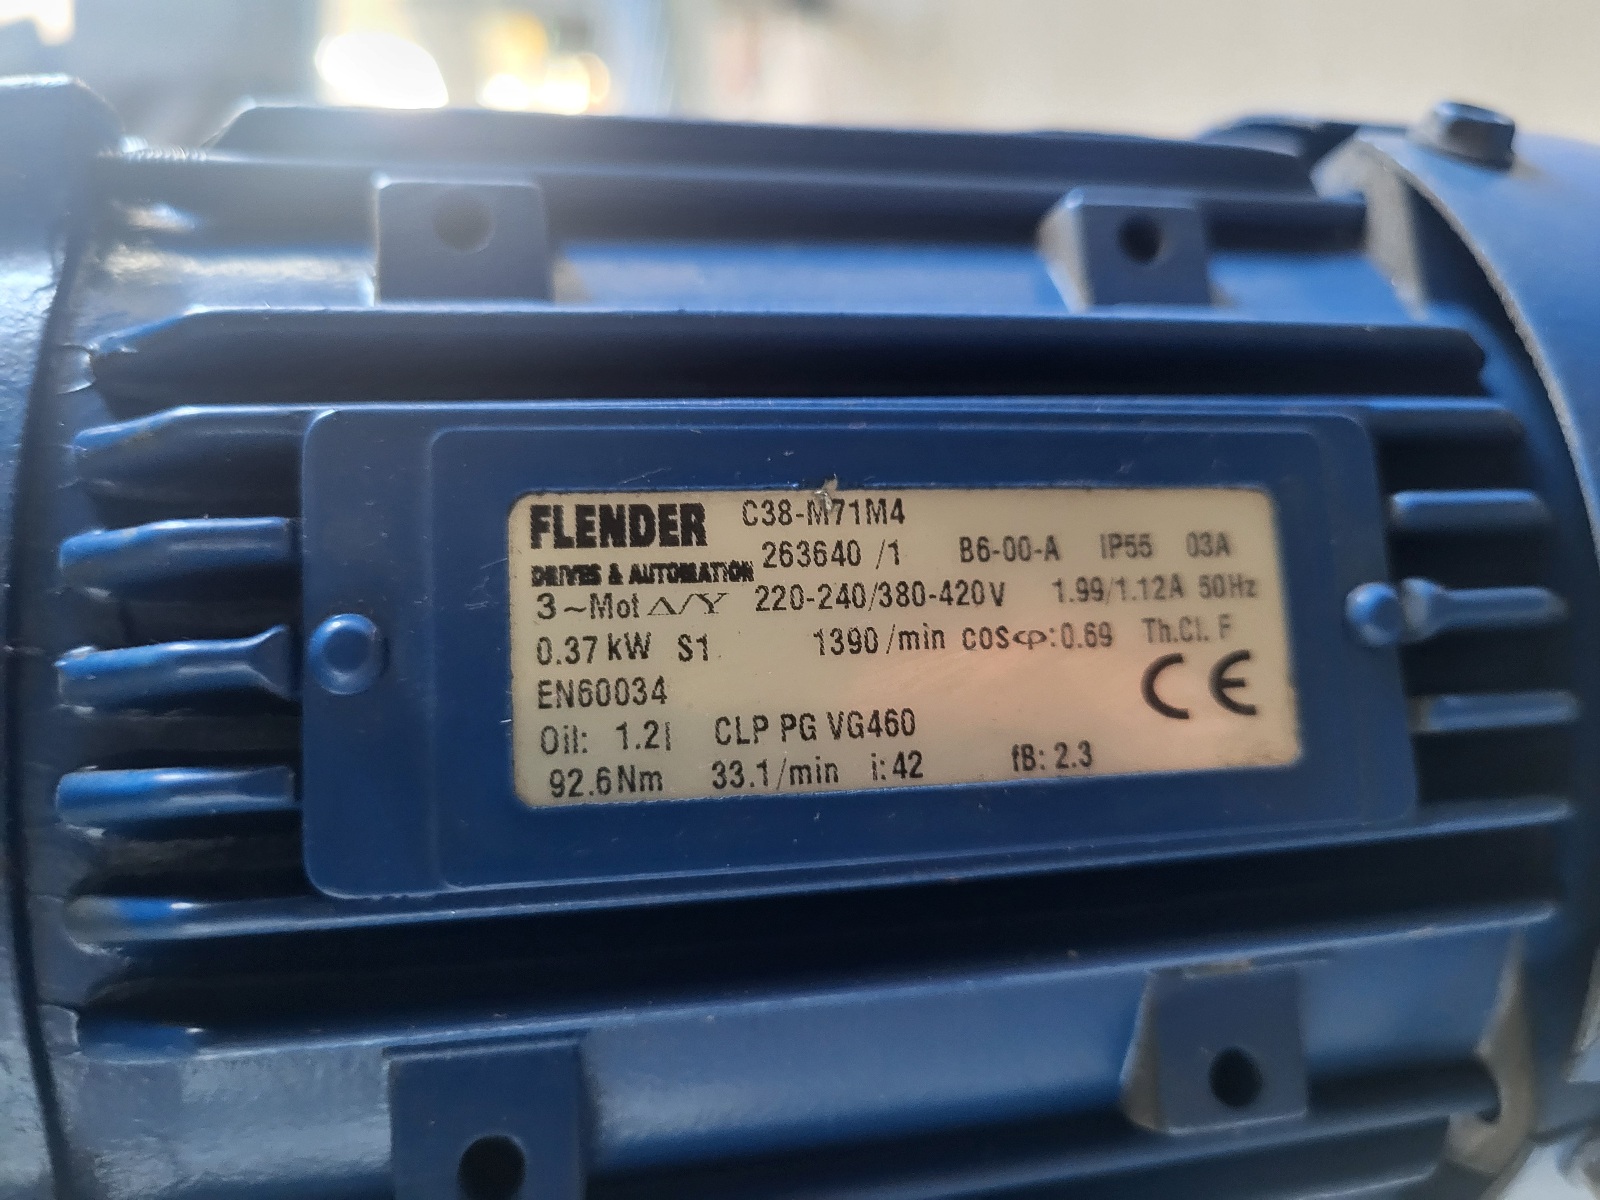 FLENDER C38-M71M4
DRIVES & AUTOMATION 263640 /1 B6-00-A IP55 03A
3~Mot △/Y 220-240/380-420V 1.99/1.12A 50Hz
0.37kW S1 1390/min cosφ:0.69 Th.Cl. F
EN60034 CE
Oil: 1.2l CLP PG VG460
92.6Nm 33.1/min i:42 fB: 2.3